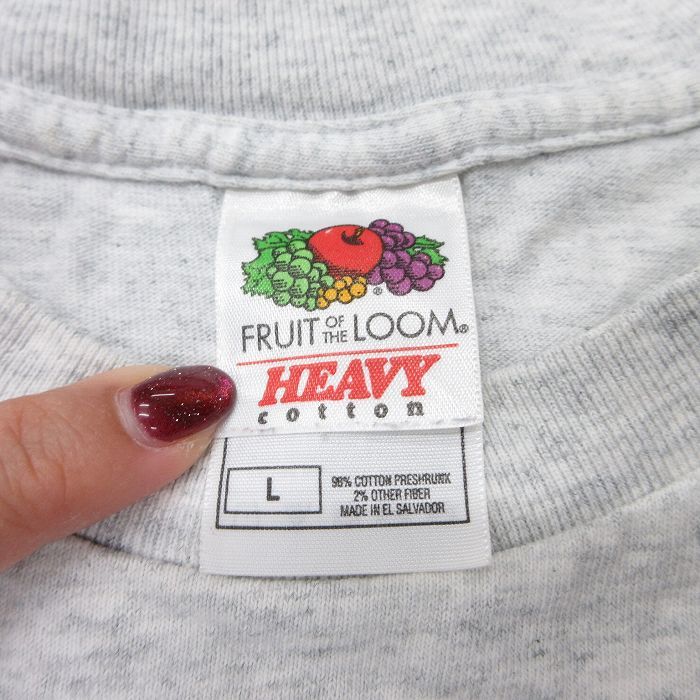 FRUIT OF THE LOOM®
HEAVY
cotton
L
98% COTTON PRESHRUNK
2% OTHER FIBER
MADE IN EL SALVADOR